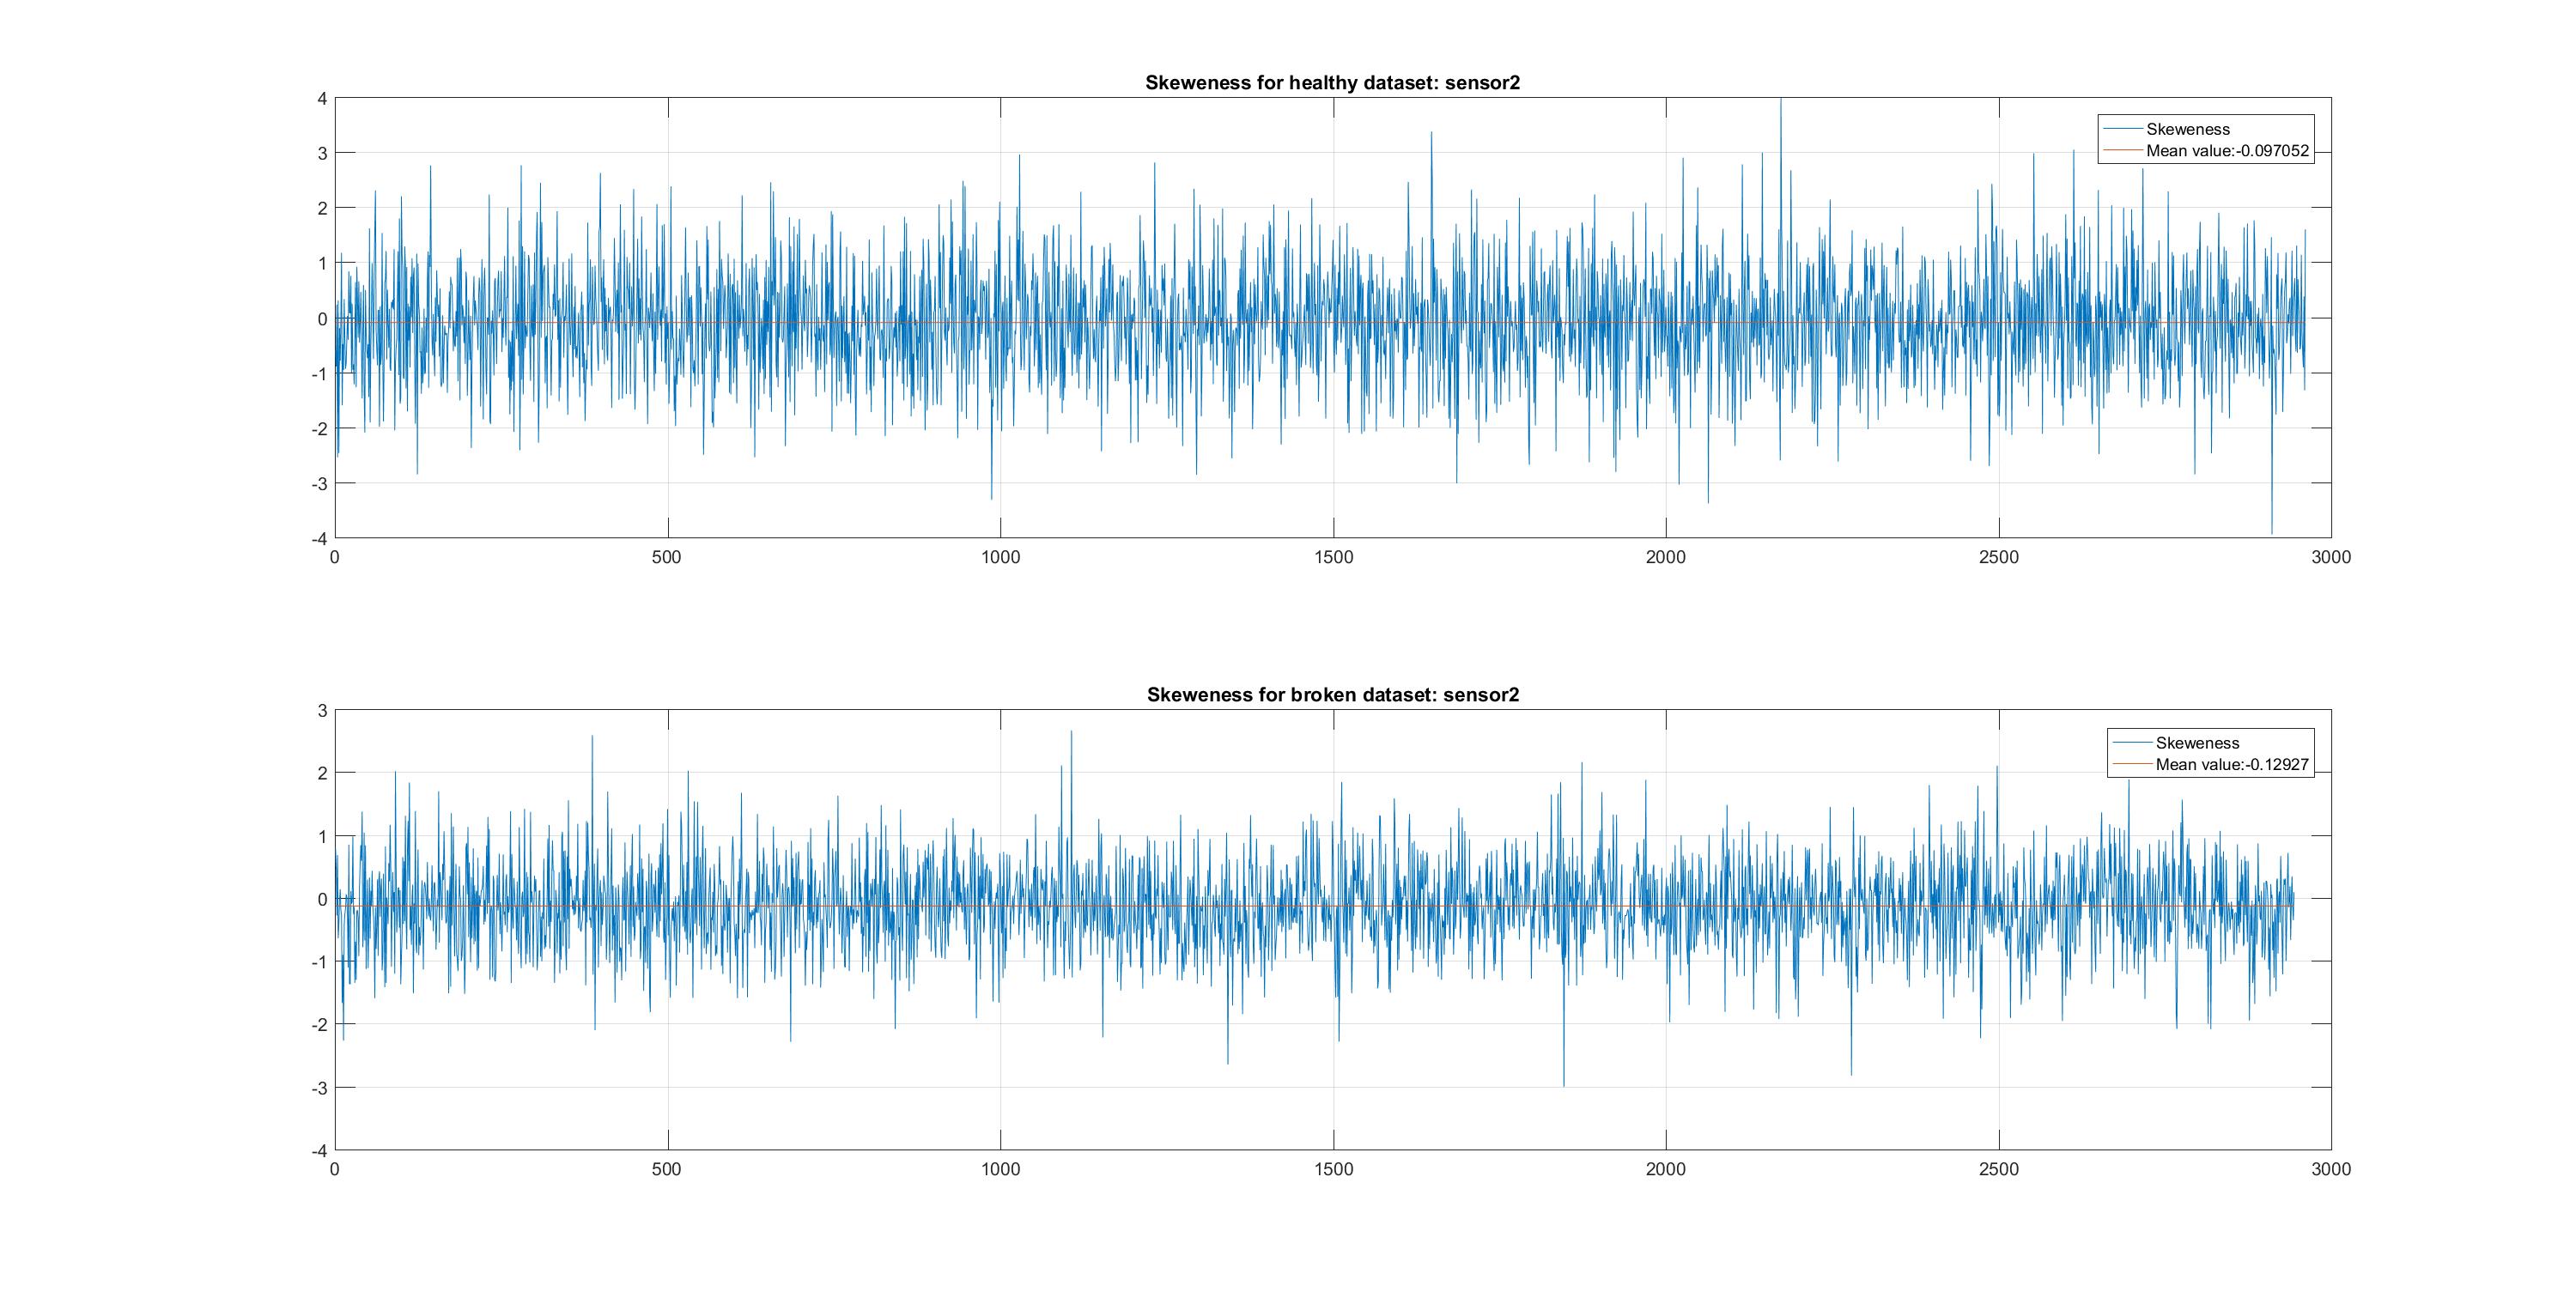 Skeweness for healthy dataset: sensor2
4
3
2
1
0
-1
-2
-3
-4
0 500 1000 1500 2000 2500 3000
Skeweness
Mean value:-0.097052
Skeweness for broken dataset: sensor2
3
2
1
0
-1
-2
-3
-4
0 500 1000 1500 2000 2500 3000
Skeweness
Mean value:-0.12927